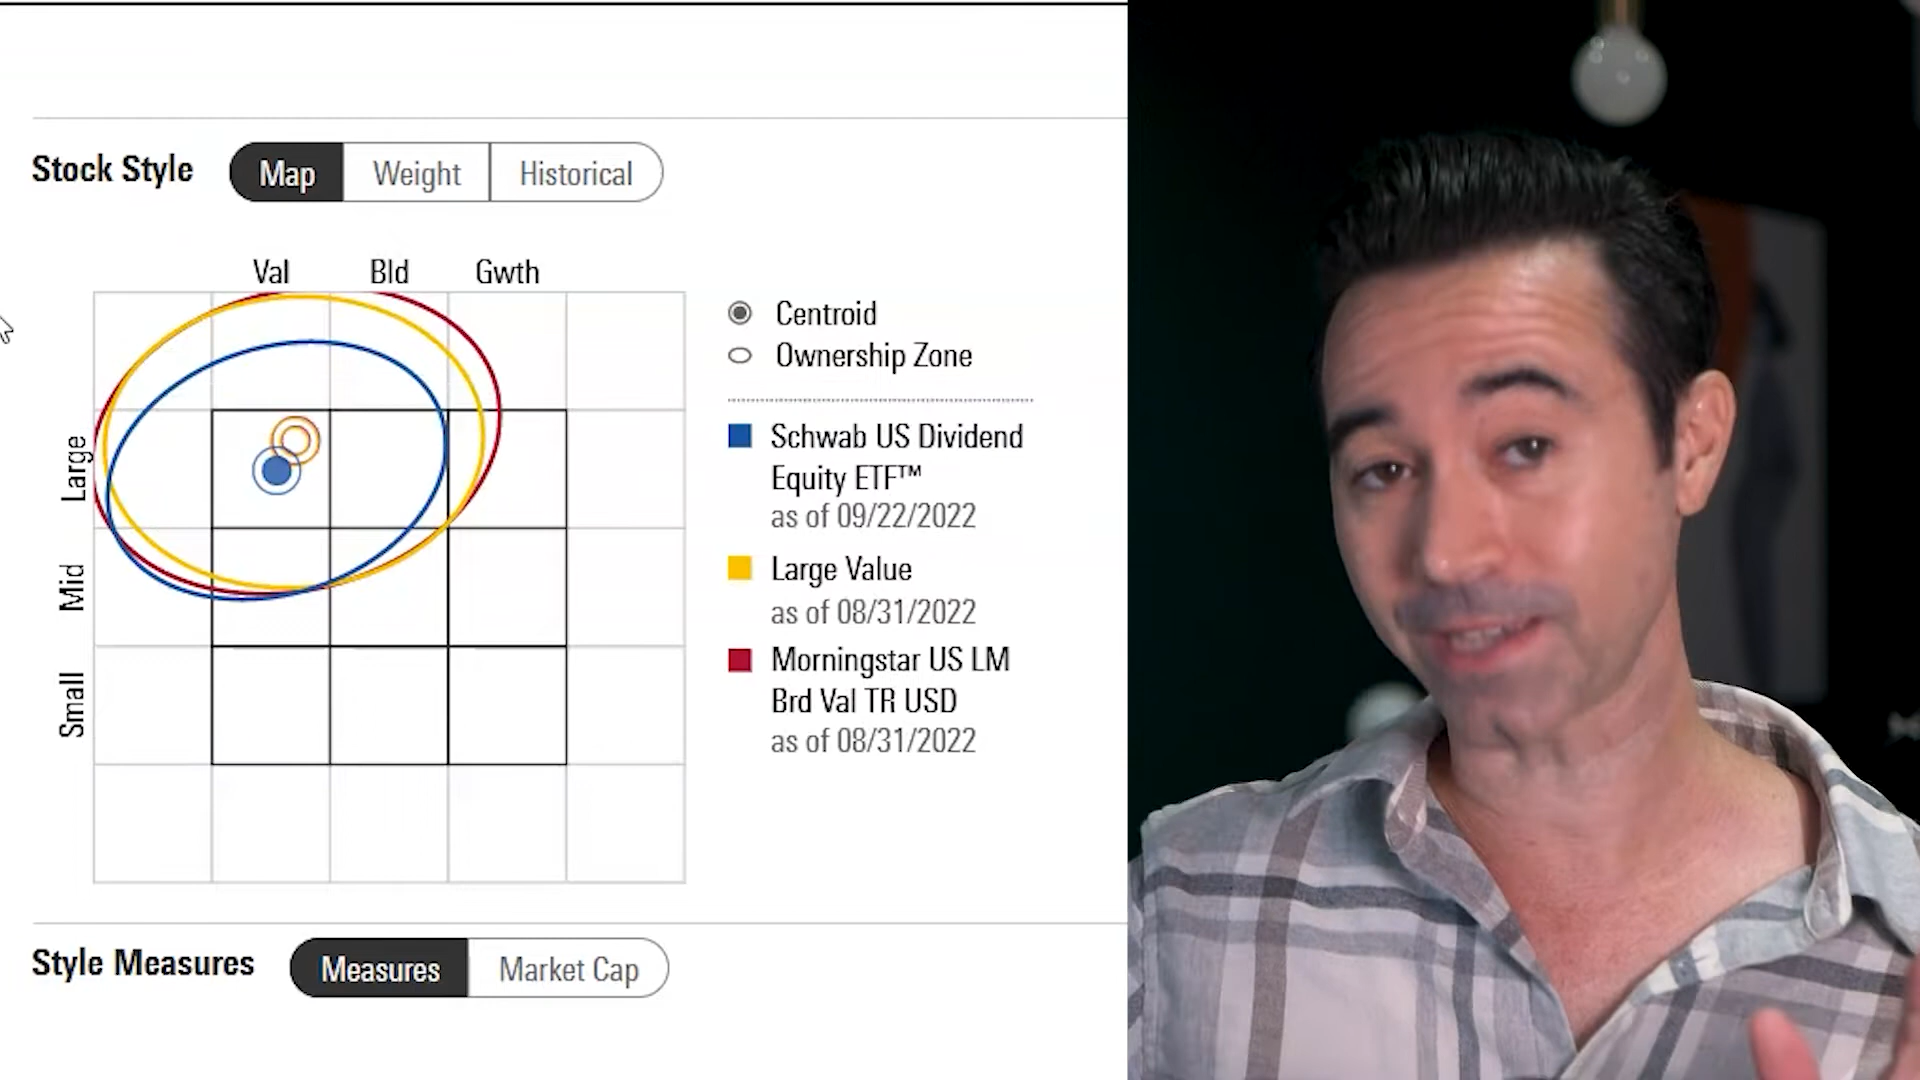 Stock Style
Map
Weight
Historical
Val
Bld
Gwth
Large
Mid
Small
Centroid
Ownership Zone
Schwab US Dividend
Equity ETF™
as of 09/22/2022
Large Value
as of 08/31/2022
Morningstar US LM
Brd Val TR USD
as of 08/31/2022
Style Measures
Measures
Market Cap